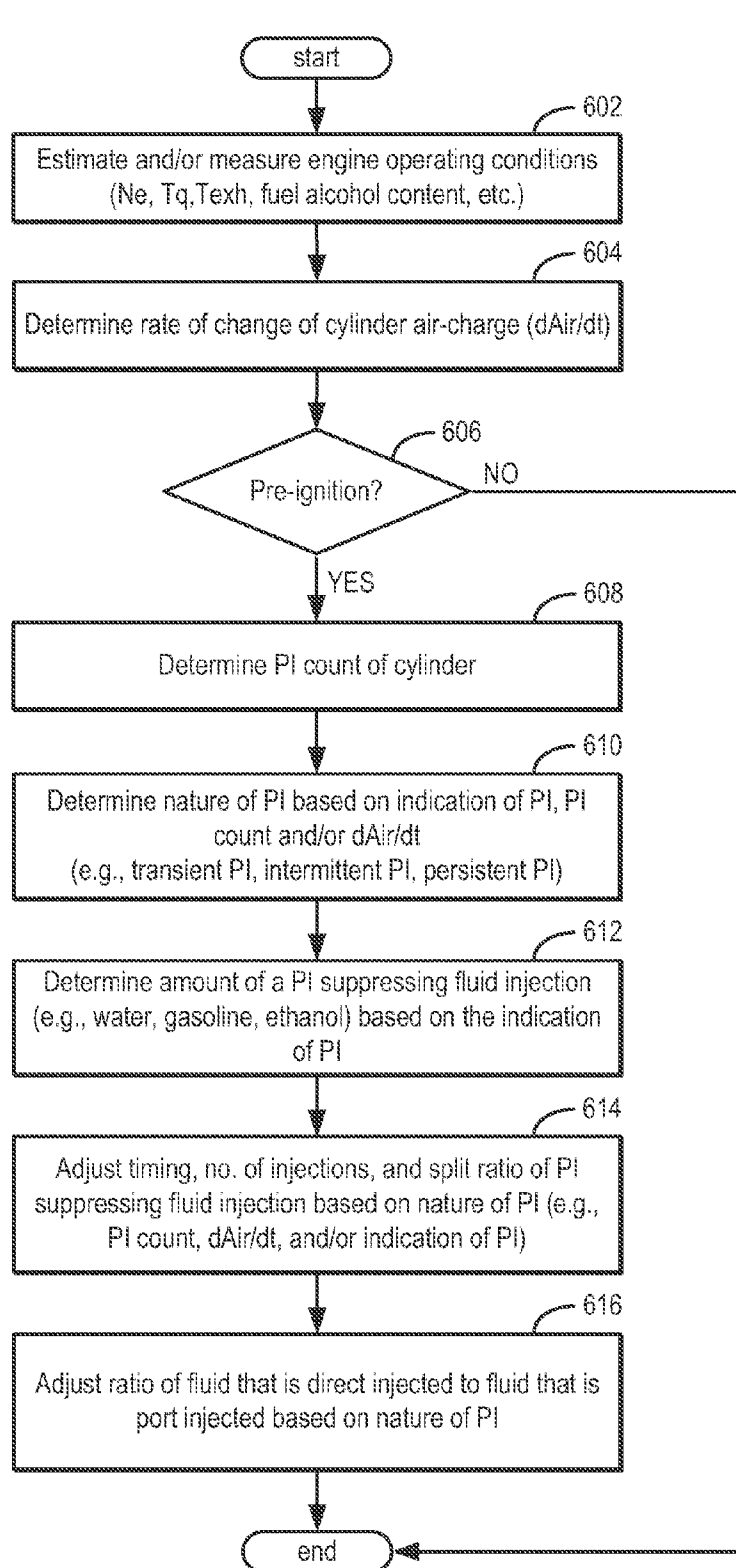 start
602
Estimate and/or measure engine operating conditions
(Ne, Tq,Texh, fuel alcohol content, etc.)
604
Determine rate of change of cylinder air-charge (dAir/dt)
606
Pre-ignition?
NO
YES
608
Determine PI count of cylinder
610
Determine nature of PI based on indication of PI, PI
count and/or dAir/dt
(e.g., transient PI, intermittent PI, persistent PI)
612
Determine amount of a PI suppressing fluid injection
(e.g., water, gasoline, ethanol) based on the indication
of PI
614
Adjust timing, no. of injections, and split ratio of PI
suppressing fluid injection based on nature of PI (e.g.,
PI count, dAir/dt, and/or indication of PI)
616
Adjust ratio of fluid that is direct injected to fluid that is
port injected based on nature of PI
end